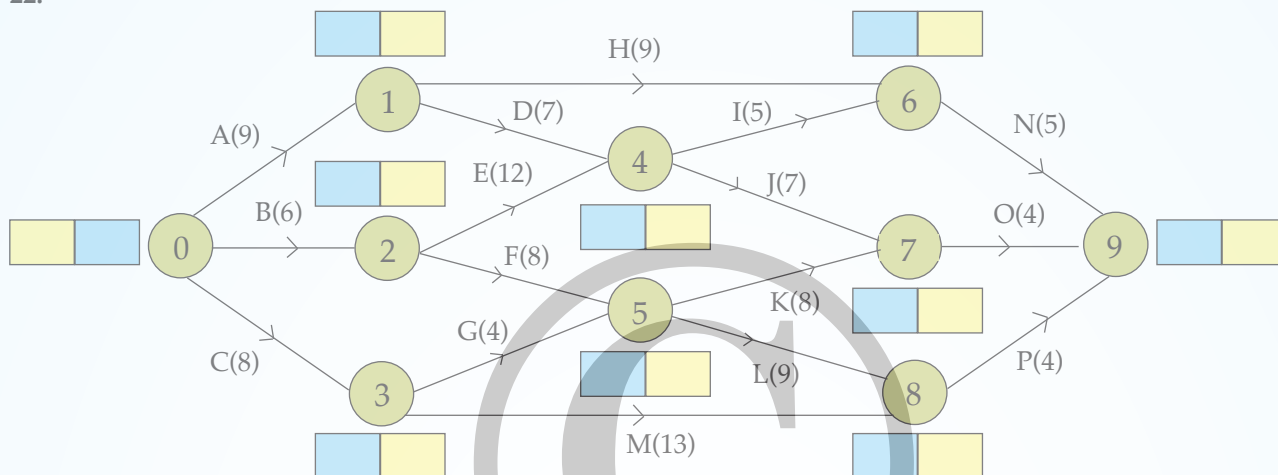 22.
H(9)
1
6
A(9)
D(7)
I(5)
N(5)
4
E(12)
J(7)
B(6)
O(4)
0
2
F(8)
7
9
5
K(8)
G(4)
C(8)
L(9)
P(4)
3
8
M(13)
C